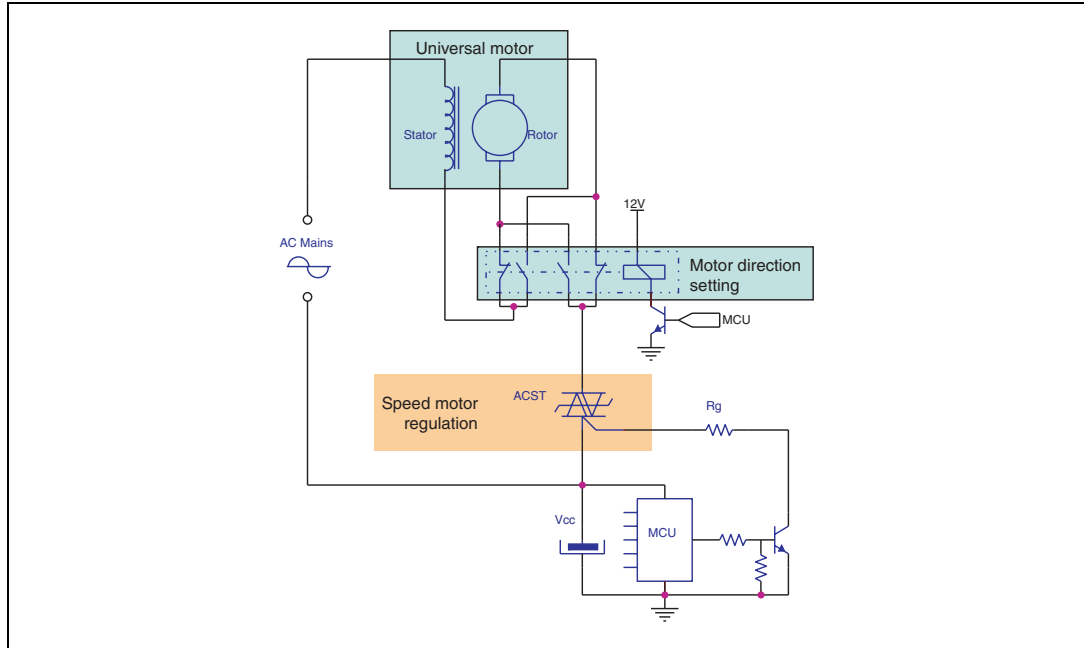 Universal motor
Stator
Rotor
12V
AC Mains
Motor direction
setting
MCU
ACST
Speed motor
regulation
Rg
Vcc
MCU